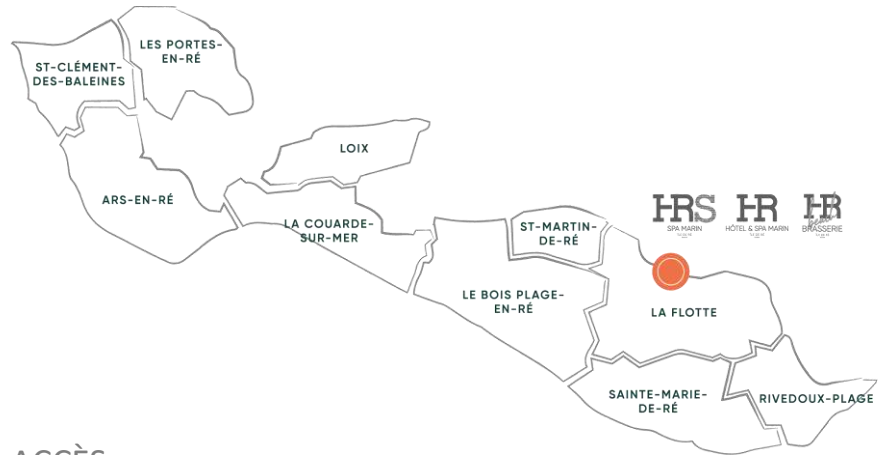 LES PORTES-
EN-RÉ
ST-CLÉMENT-
DES-BALEINES
LOIX
ARS-EN-RÉ
LA COUARDE-
SUR-MER
ST-MARTIN-
DE-RÉ
HRS
SPA MARIN
HR
HÔTEL & SPA MARIN
HR
beach
BRASSERIE
LE BOIS PLAGE-
EN-RÉ
LA FLOTTE
SAINTE-MARIE-
DE-RÉ
RIVEDOUX-PLAGE
ACCÈS